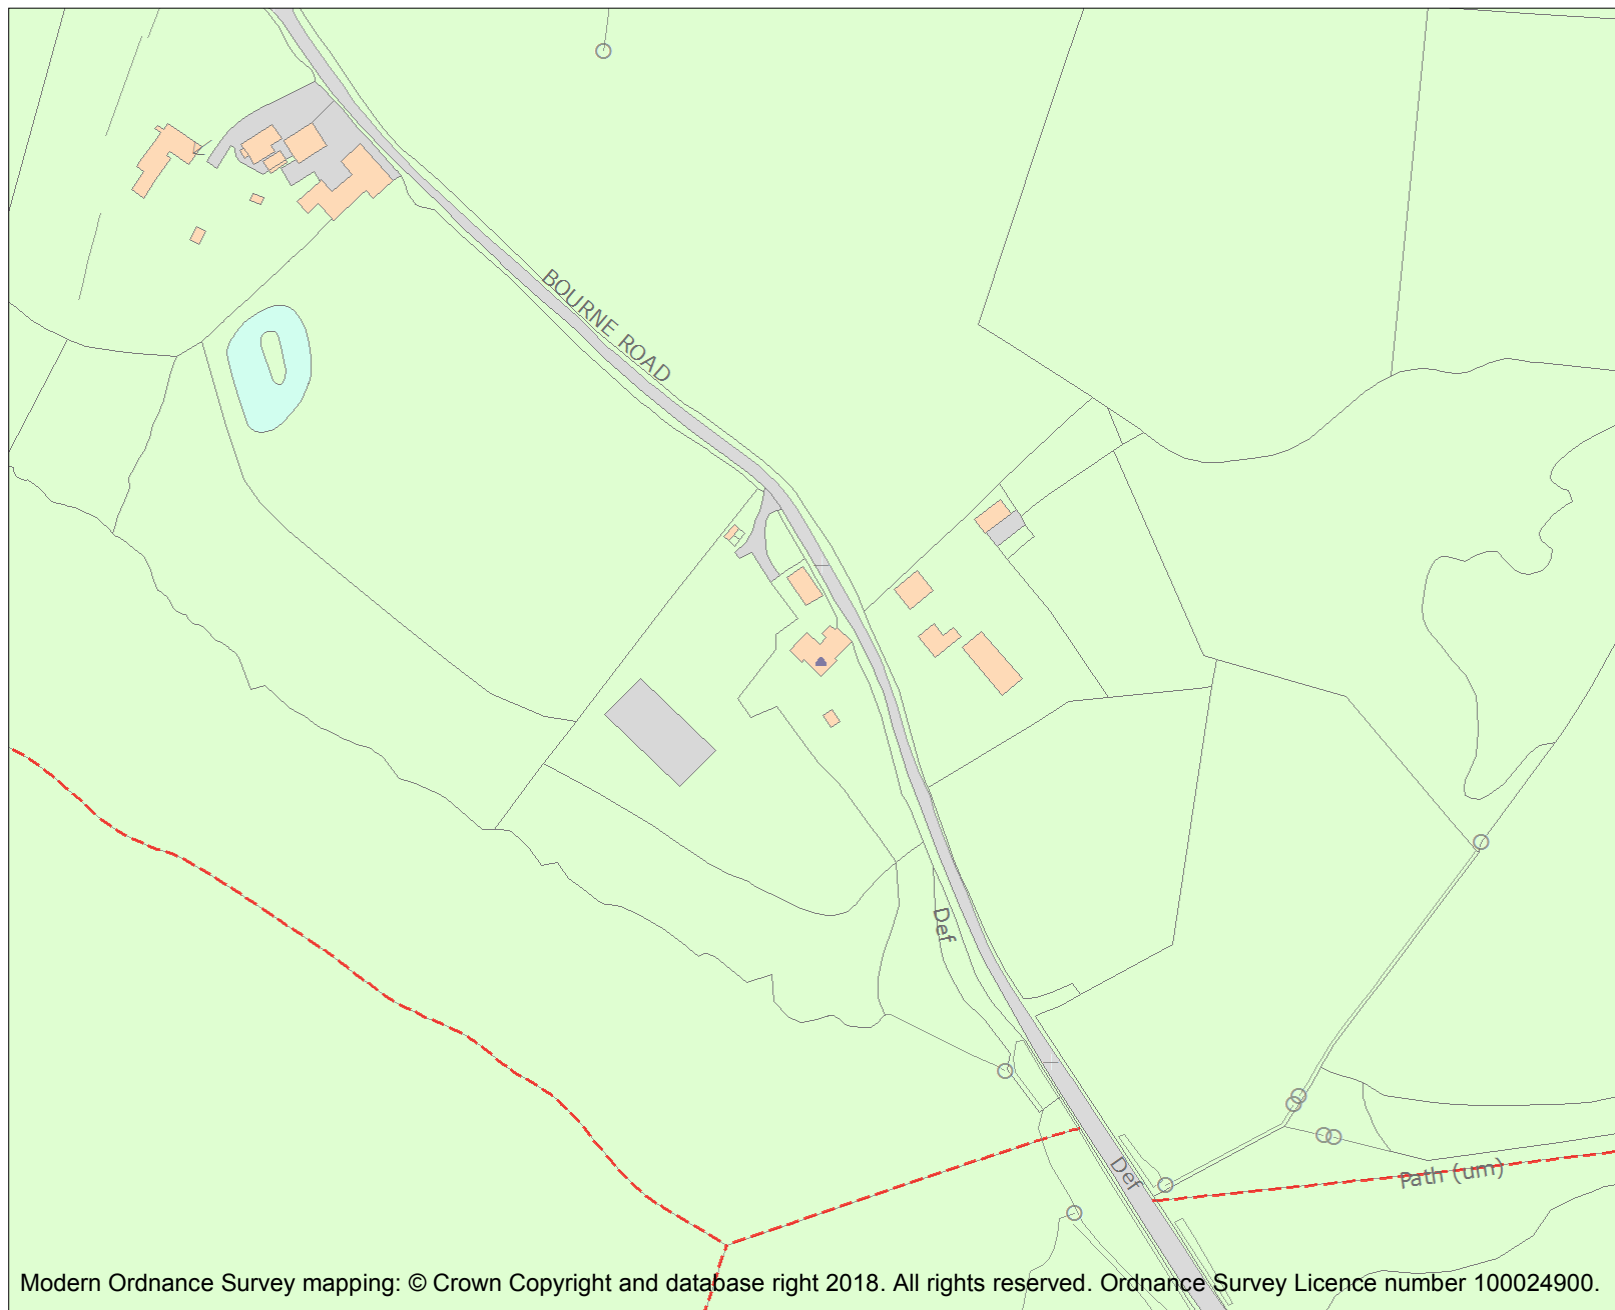 BOURNE ROAD
Def
Def
Path (um)
Modern Ordnance Survey mapping: © Crown Copyright and database right 2018. All rights reserved. Ordnance Survey Licence number 100024900.